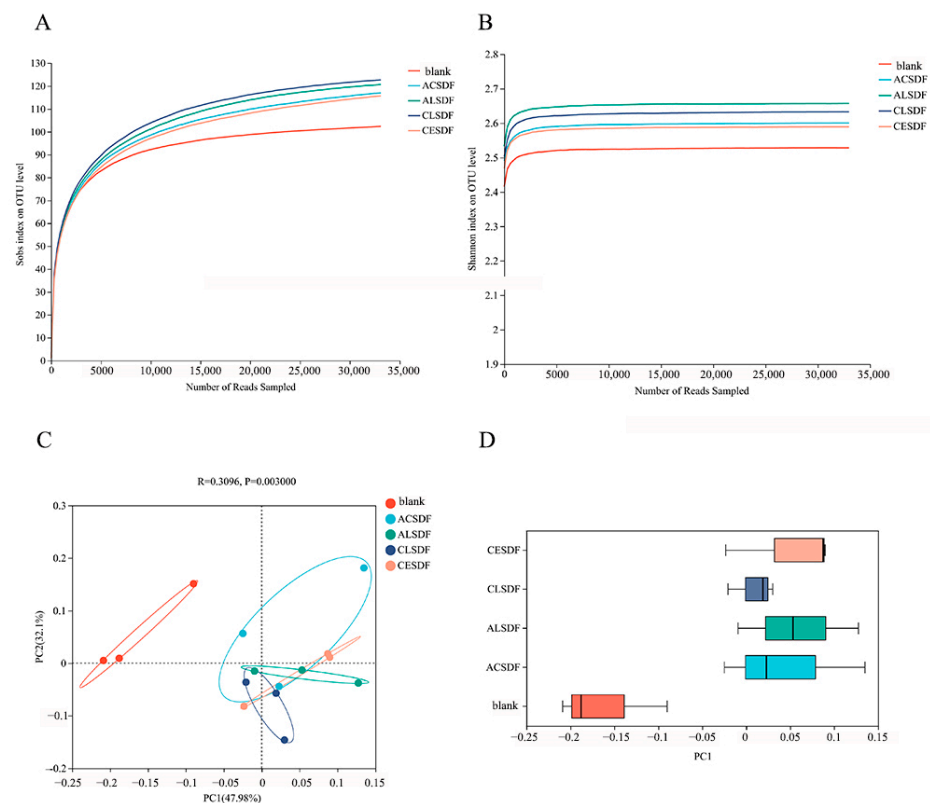 A
B
Sobs index on OTU level
130
120
110
100
90
80
70
60
50
40
30
20
10
0
0
5000
10,000
15,000
20,000
25,000
30,000
35,000
Number of Reads Sampled
blank
ACSDF
ALSDF
CLSDF
CESDF
Shannon index on OTU level
2.8
2.7
2.6
2.5
2.4
2.3
2.2
2.1
2
1.9
0
5000
10,000
15,000
20,000
25,000
30,000
35,000
Number of Reads Sampled
blank
ACSDF
ALSDF
CLSDF
CESDF
C
D
R=0.3096, P=0.003000
PC2(32.1%)
0.3
0.2
0.1
0
−0.1
−0.2
−0.25
−0.2
−0.15
−0.1
−0.05
0
0.05
0.1
0.15
PC1(47.98%)
blank
ACSDF
ALSDF
CLSDF
CESDF
CESDF
CLSDF
ALSDF
ACSDF
blank
−0.25
−0.2
−0.15
−0.1
−0.05
0
0.05
0.1
0.15
PC1